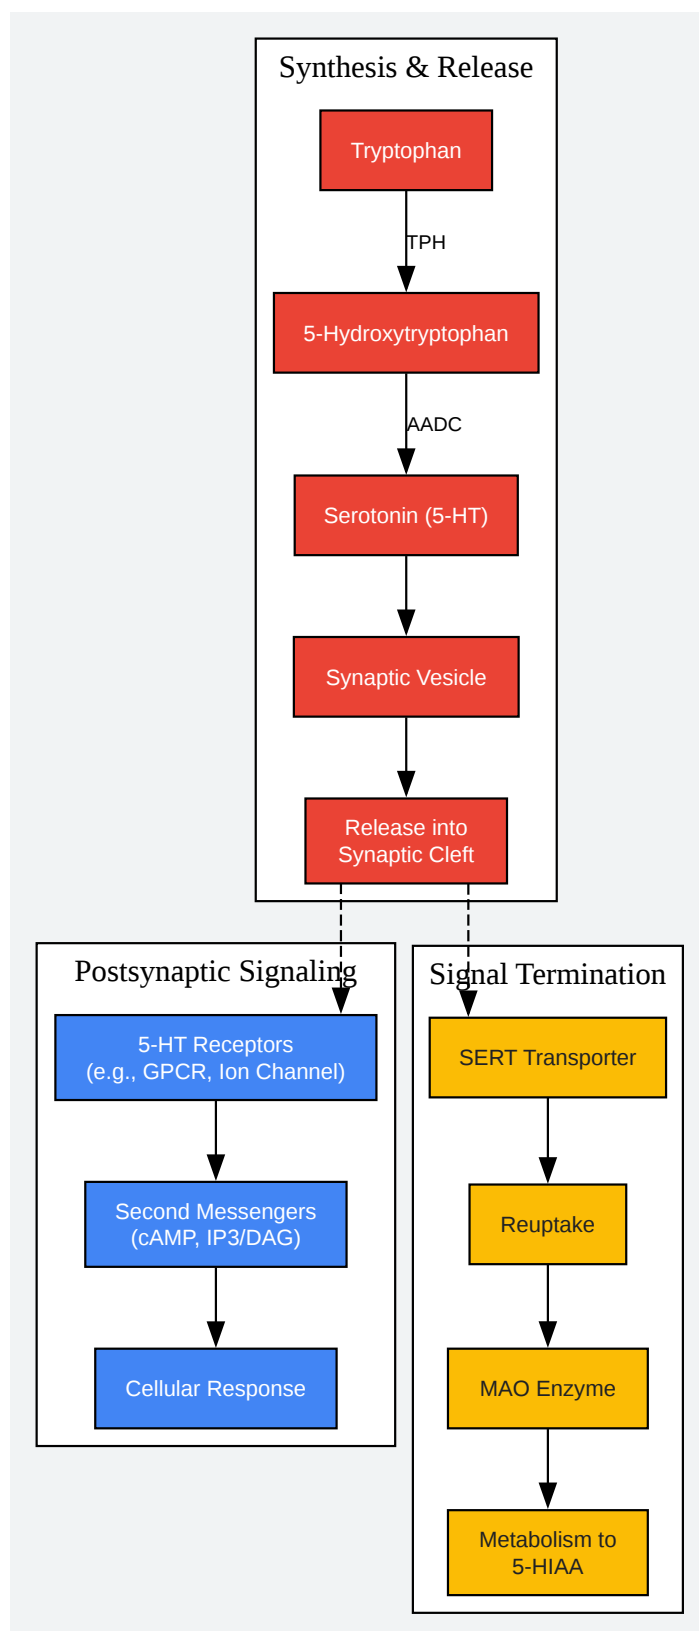 Synthesis & Release
Tryptophan
TPH
5-Hydroxytryptophan
AADC
Serotonin (5-HT)
Synaptic Vesicle
Release into
Synaptic Cleft
Postsynaptic Signaling
5-HT Receptors
(e.g., GPCR, Ion Channel)
Second Messengers
(cAMP, IP3/DAG)
Cellular Response
Signal Termination
SERT Transporter
Reuptake
MAO Enzyme
Metabolism to
5-HIAA